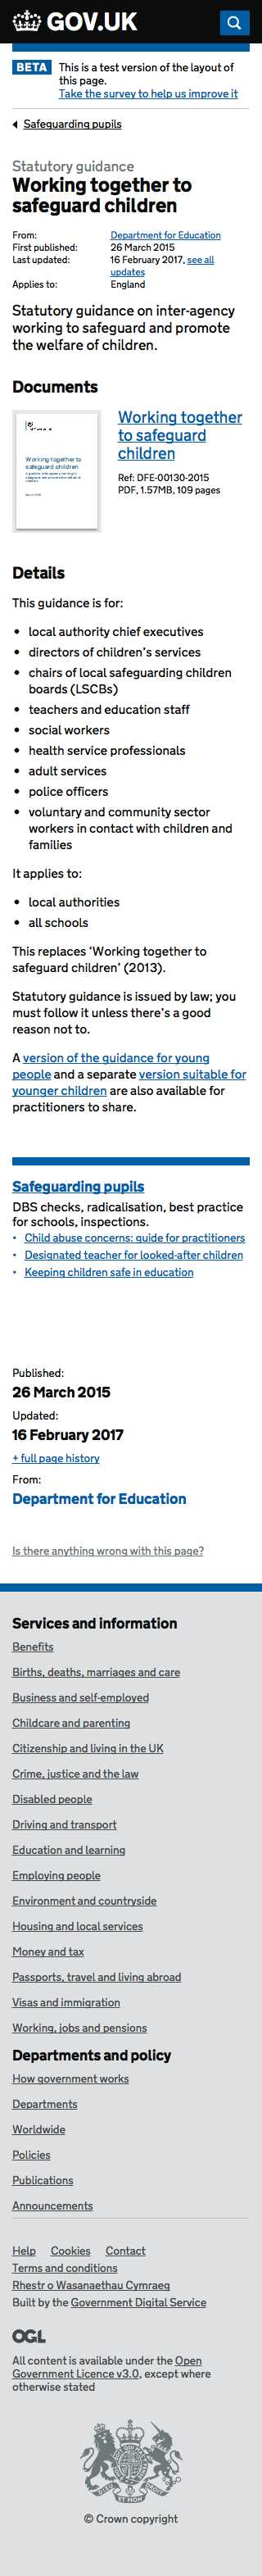 GOV.UK
BETA
This is a test version of the layout of
this page.
Take the survey to help us improve it
Safeguarding pupils
Statutory guidance
Working together to
safeguard children
From: Department for Education
First published: 26 March 2015
Last updated: 16 February 2017, see all
updates
Applies to: England
Statutory guidance on inter-agency
working to safeguard and promote
the welfare of children.
Documents
Working together to
safeguard children
Working together
to safeguard
children
Ref: DFE-00130-2015
PDF, 1.57MB, 109 pages
Details
This guidance is for:
• local authority chief executives
• directors of children’s services
• chairs of local safeguarding children
boards (LSCBs)
• teachers and education staff
• social workers
• health service professionals
• adult services
• police officers
• voluntary and community sector
workers in contact with children and
families
It applies to:
• local authorities
• all schools
This replaces ‘Working together to
safeguard children’ (2013).
Statutory guidance is issued by law; you
must follow it unless there’s a good
reason not to.
A version of the guidance for young
people and a separate version suitable for
younger children are also available for
practitioners to share.
Safeguarding pupils
DBS checks, radicalisation, best practice
for schools, inspections.
• Child abuse concerns: guide for practitioners
• Designated teacher for looked-after children
• Keeping children safe in education
Published:
26 March 2015
Updated:
16 February 2017
+ full page history
From:
Department for Education
Is there anything wrong with this page?
Services and information
Benefits
Births, deaths, marriages and care
Business and self-employed
Childcare and parenting
Citizenship and living in the UK
Crime, justice and the law
Disabled people
Driving and transport
Education and learning
Employing people
Environment and countryside
Housing and local services
Money and tax
Passports, travel and living abroad
Visas and immigration
Working, jobs and pensions
Departments and policy
How government works
Departments
Worldwide
Policies
Publications
Announcements
Help Cookies Contact
Terms and conditions
Rhestr o Wasanaethau Cymraeg
Built by the Government Digital Service
OGL
All content is available under the Open
Government Licence v3.0, except where
otherwise stated
© Crown copyright